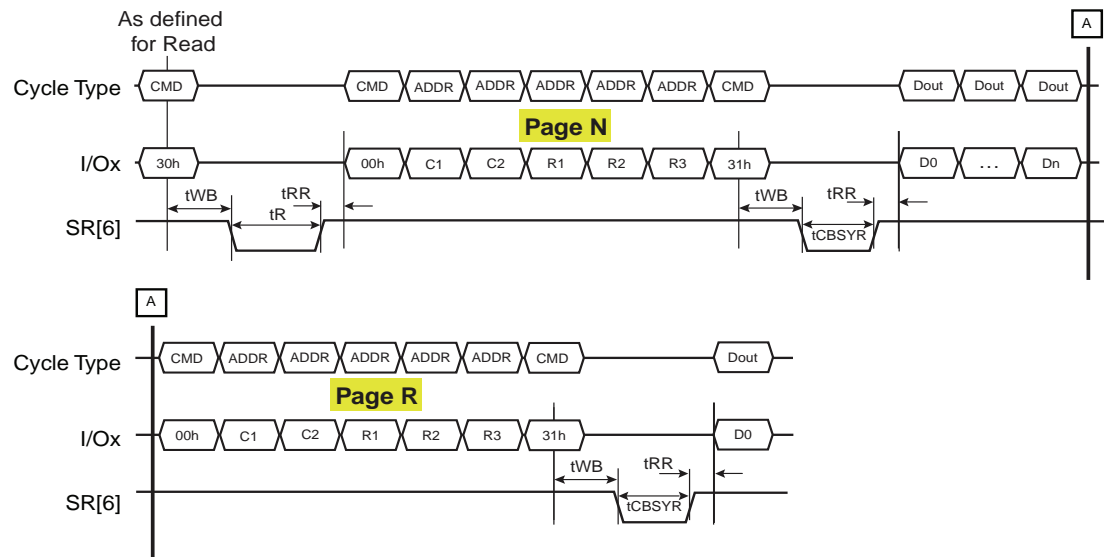 As defined
for Read
A
Cycle Type CMD CMD ADDR ADDR ADDR ADDR ADDR CMD Dout Dout Dout
Page N
I/Ox 30h 00h C1 C2 R1 R2 R3 31h D0 ... Dn
tWB tR tRR tWB tCBSYR tRR
SR[6]
A
Cycle Type CMD ADDR ADDR ADDR ADDR ADDR CMD Dout
Page R
I/Ox 00h C1 C2 R1 R2 R3 31h D0
tWB tCBSYR tRR
SR[6]